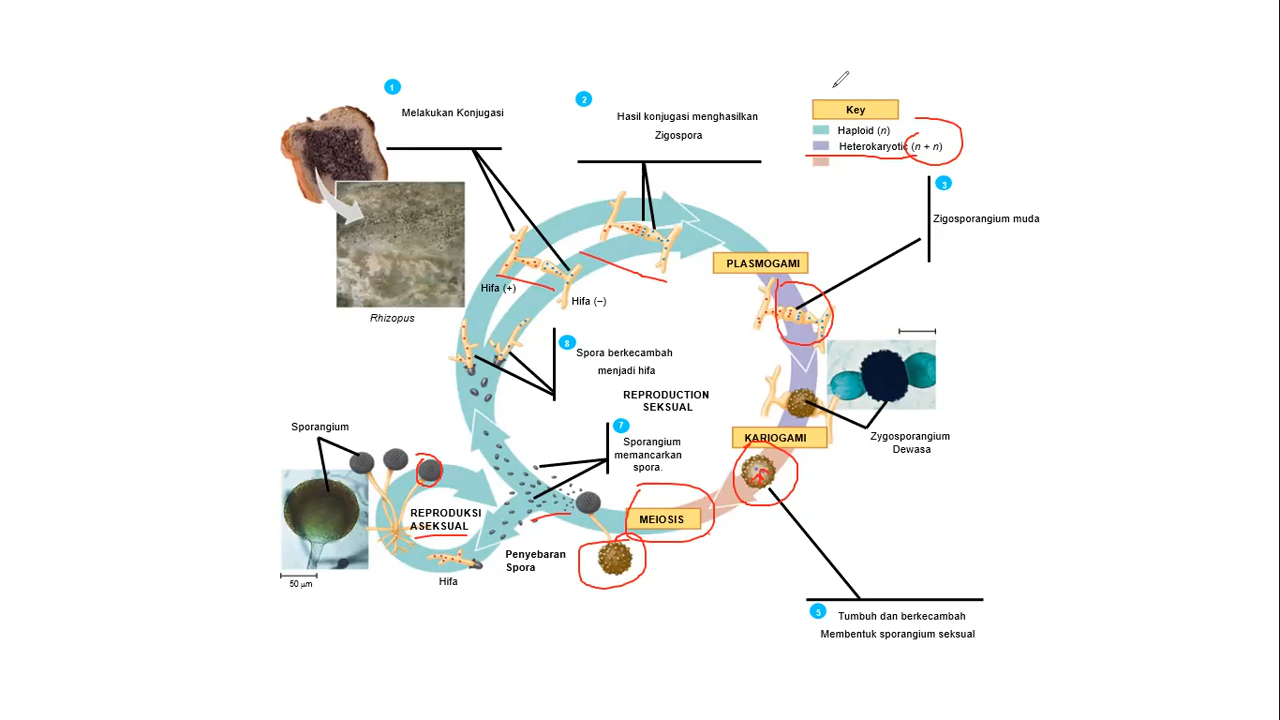 1
Melakukan Konjugasi
2
Hasil konjugasi menghasilkan
Zigospora
Key
Haploid (n)
Heterokaryotic (n + n)
3
Zigosporangium muda
PLASMOGAMI
Hifa (+)
Hifa (–)
Rhizopus
8
Spora berkecambah
menjadi hifa
REPRODUCTION
SEKSUAL
7
Sporangium
memancarkan
spora.
Sporangium
KARIOGAMI
Zygosporangium
Dewasa
REPRODUKSI
ASEKSUAL
MEIOSIS
Penyebaran
Spora
Hifa
50 µm
5
Tumbuh dan berkecambah
Membentuk sporangium seksual